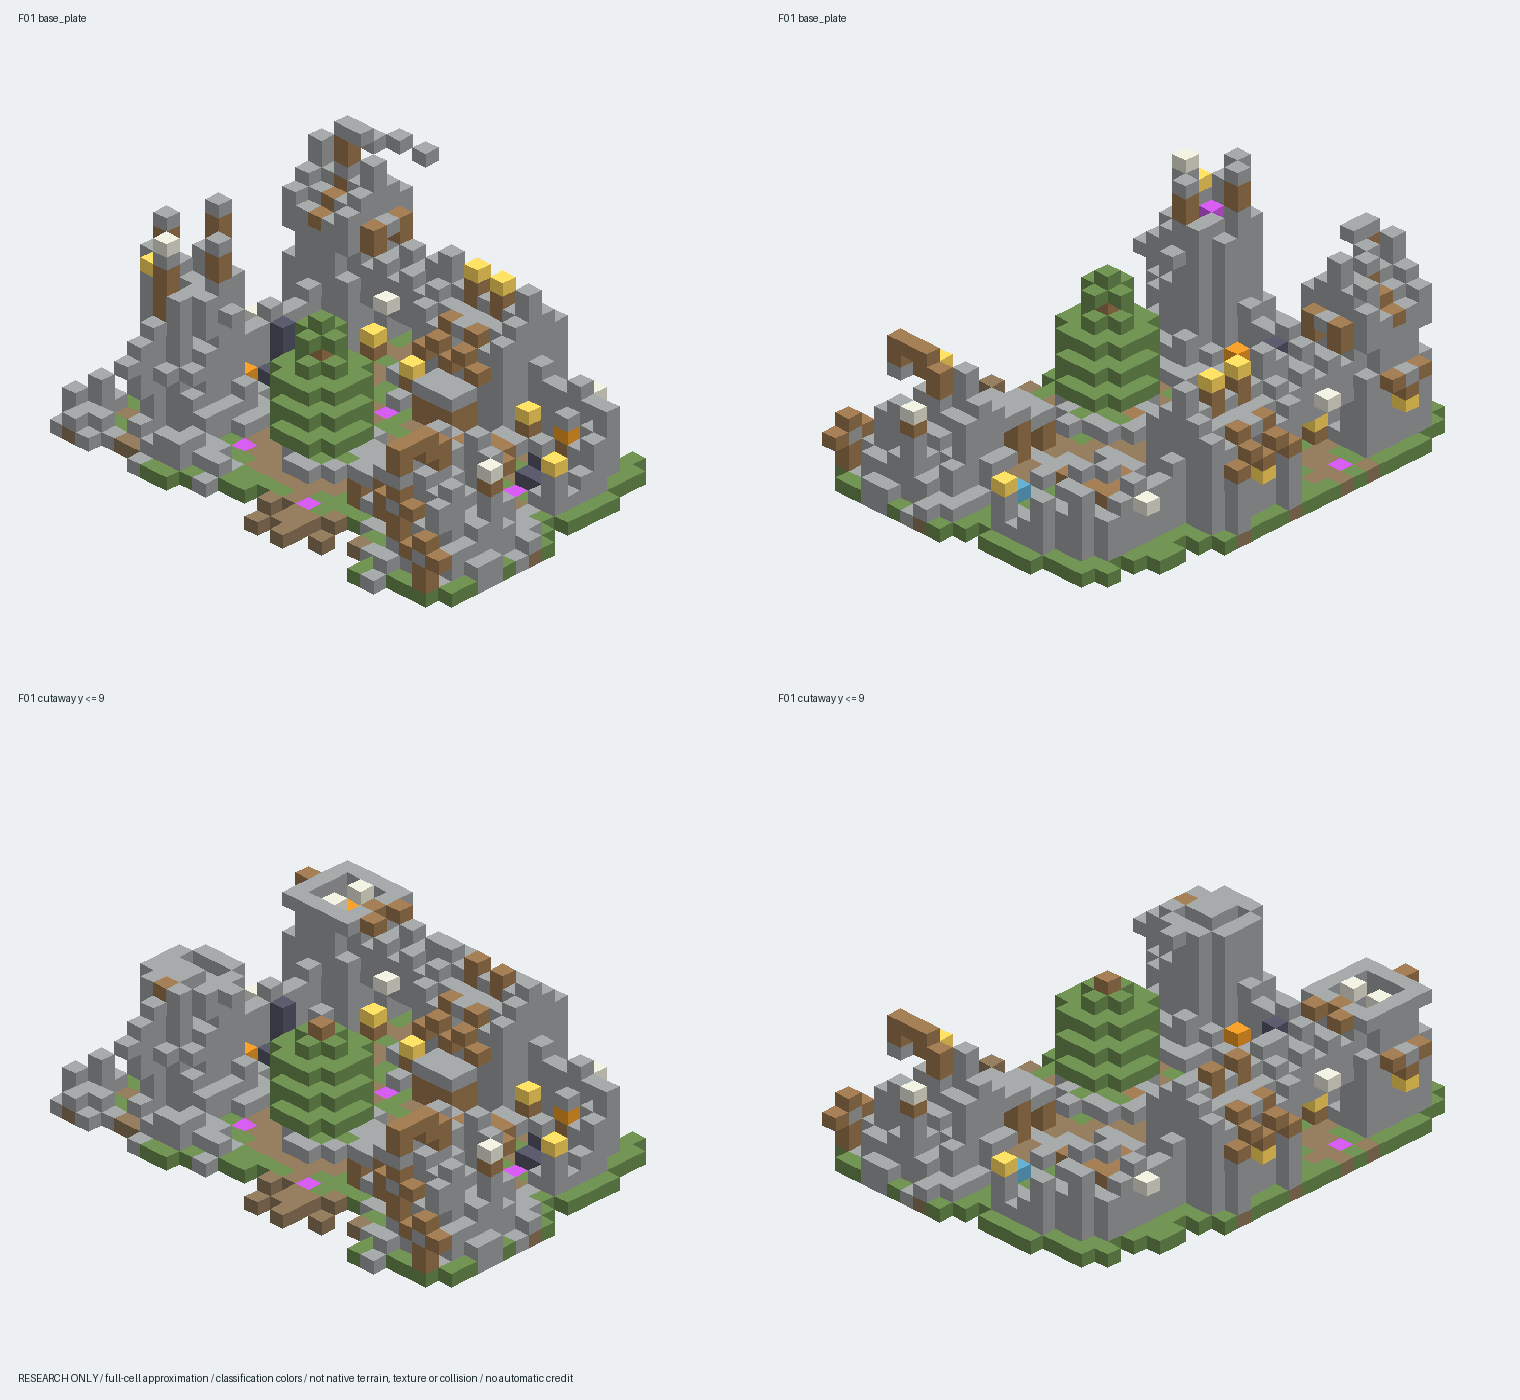 F01 base_plate
F01 base_plate
F01 cutaway y <= 9
F01 cutaway y <= 9
RESEARCH ONLY / full-cell approximation / classification colors / not native terrain, texture or collision / no automatic credit